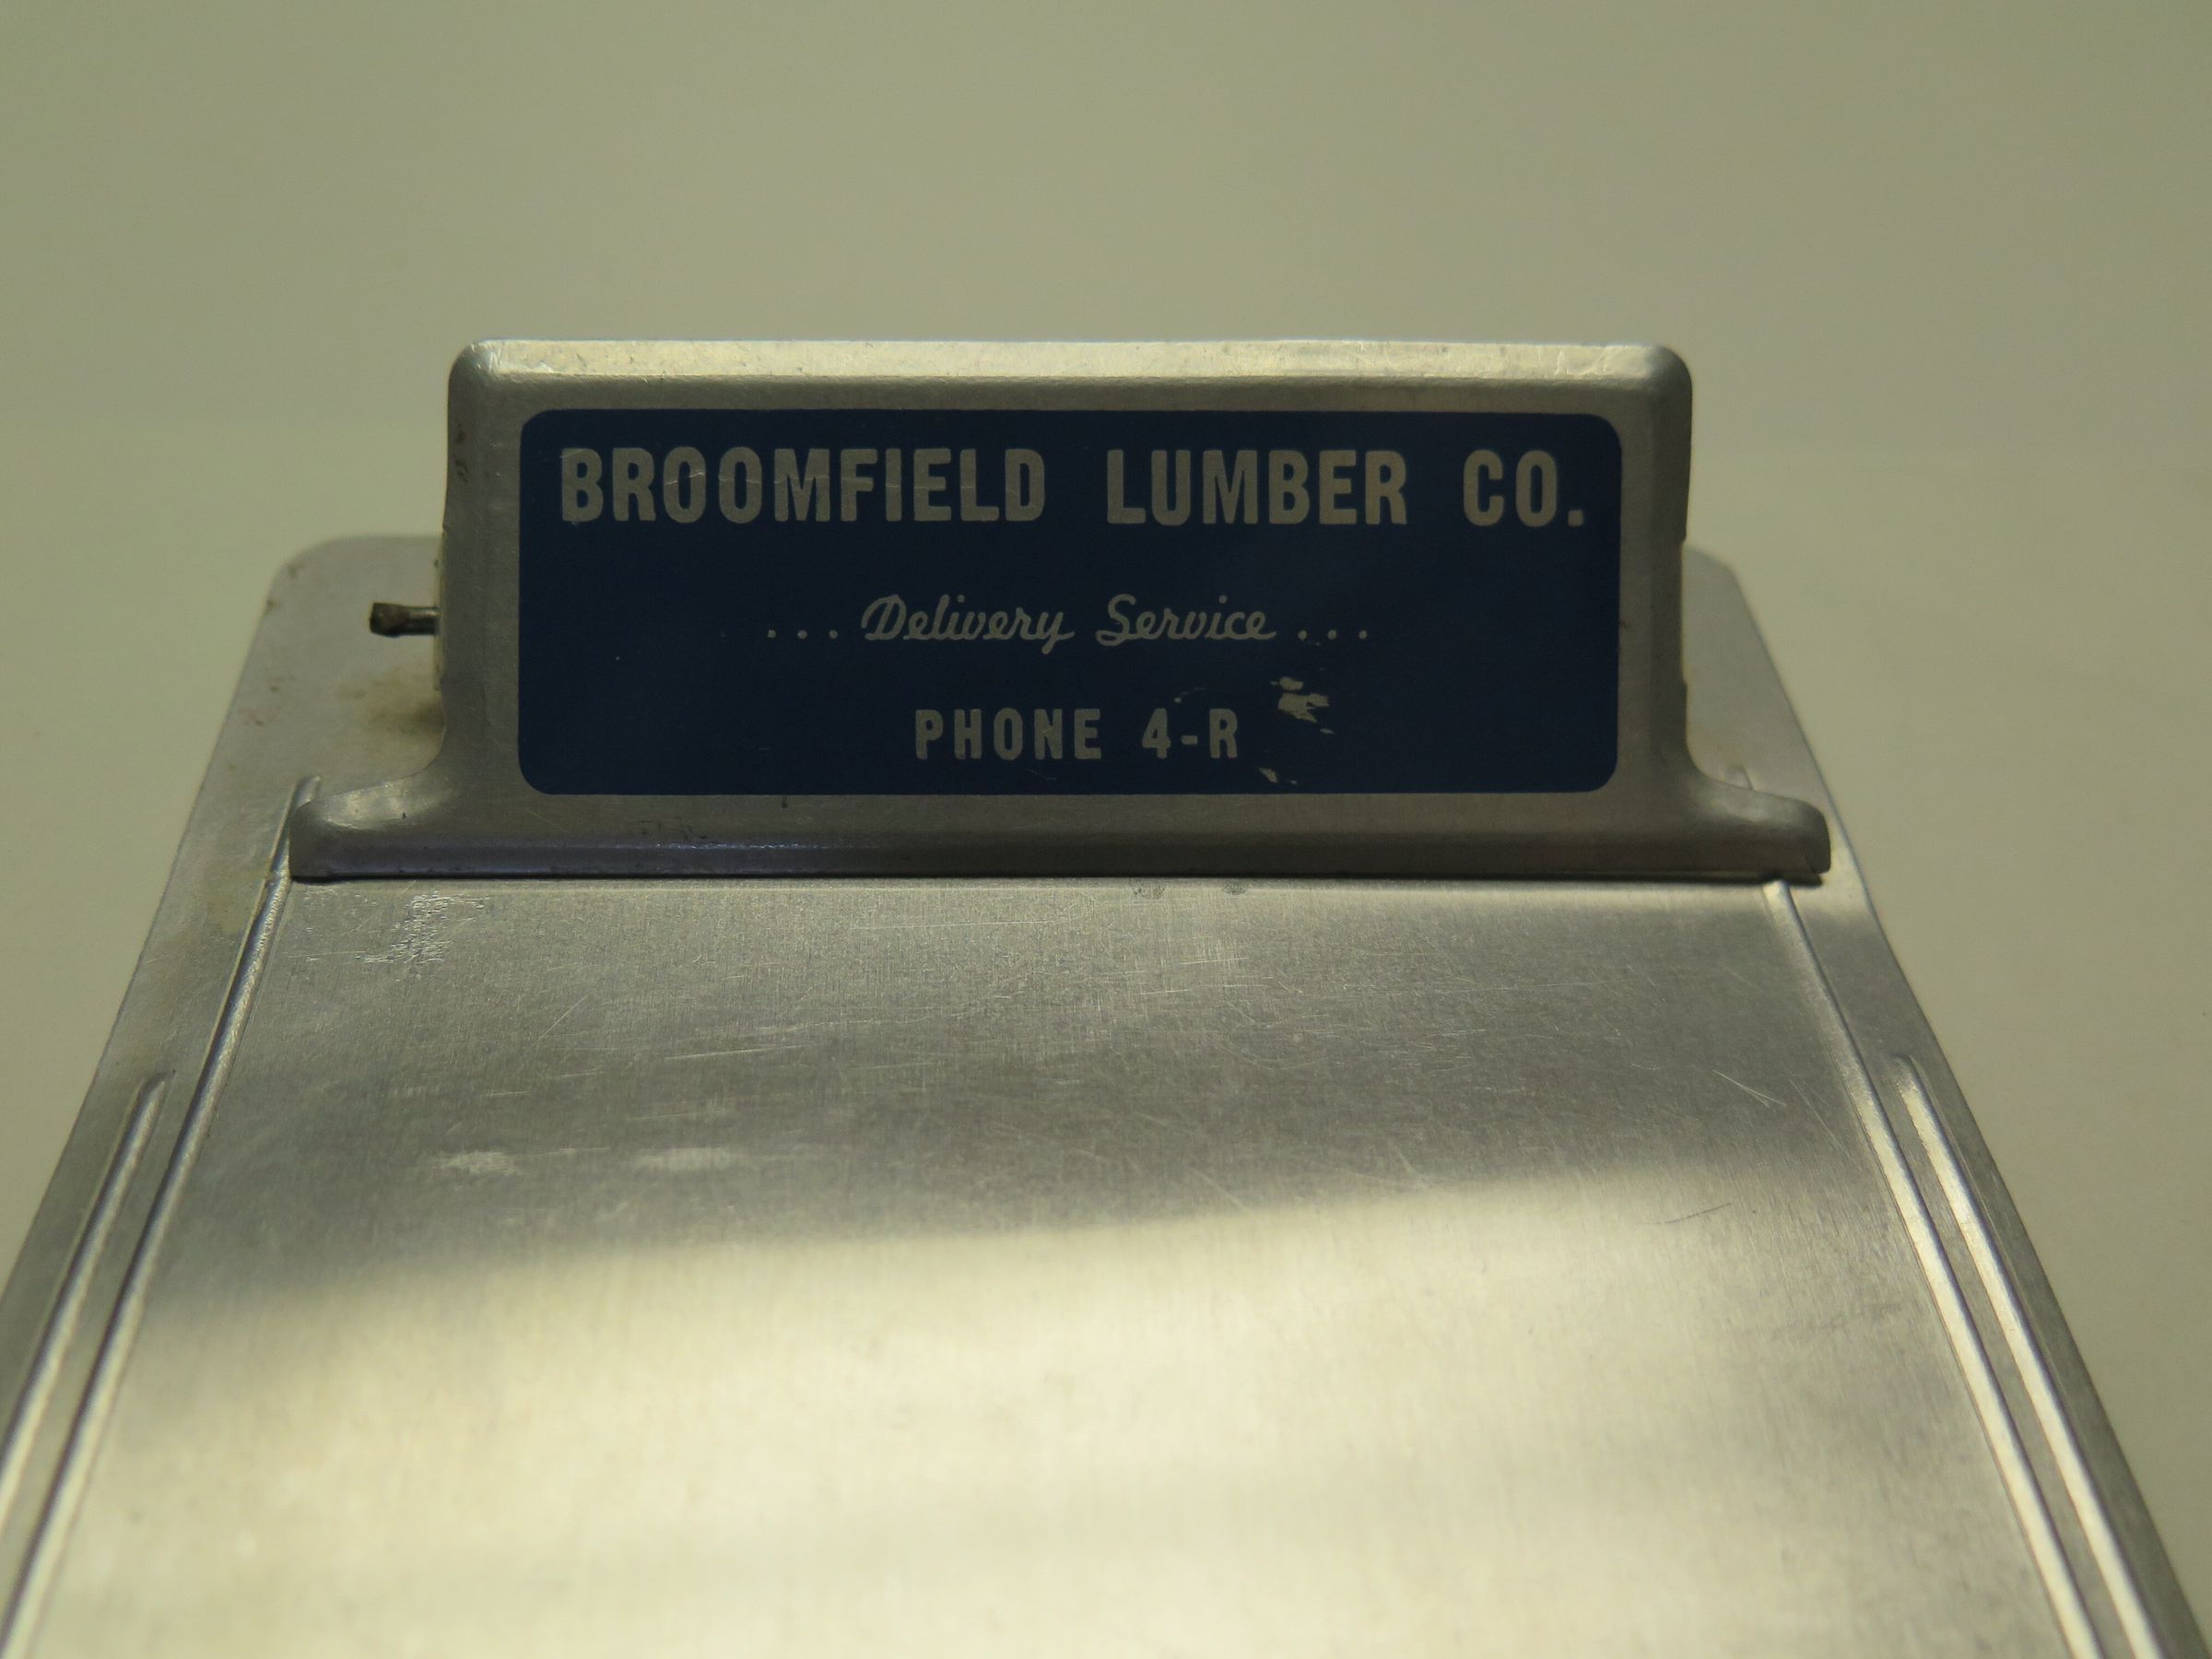 BROOMFIELD LUMBER CO.
... Delivery Service ...
PHONE 4-R